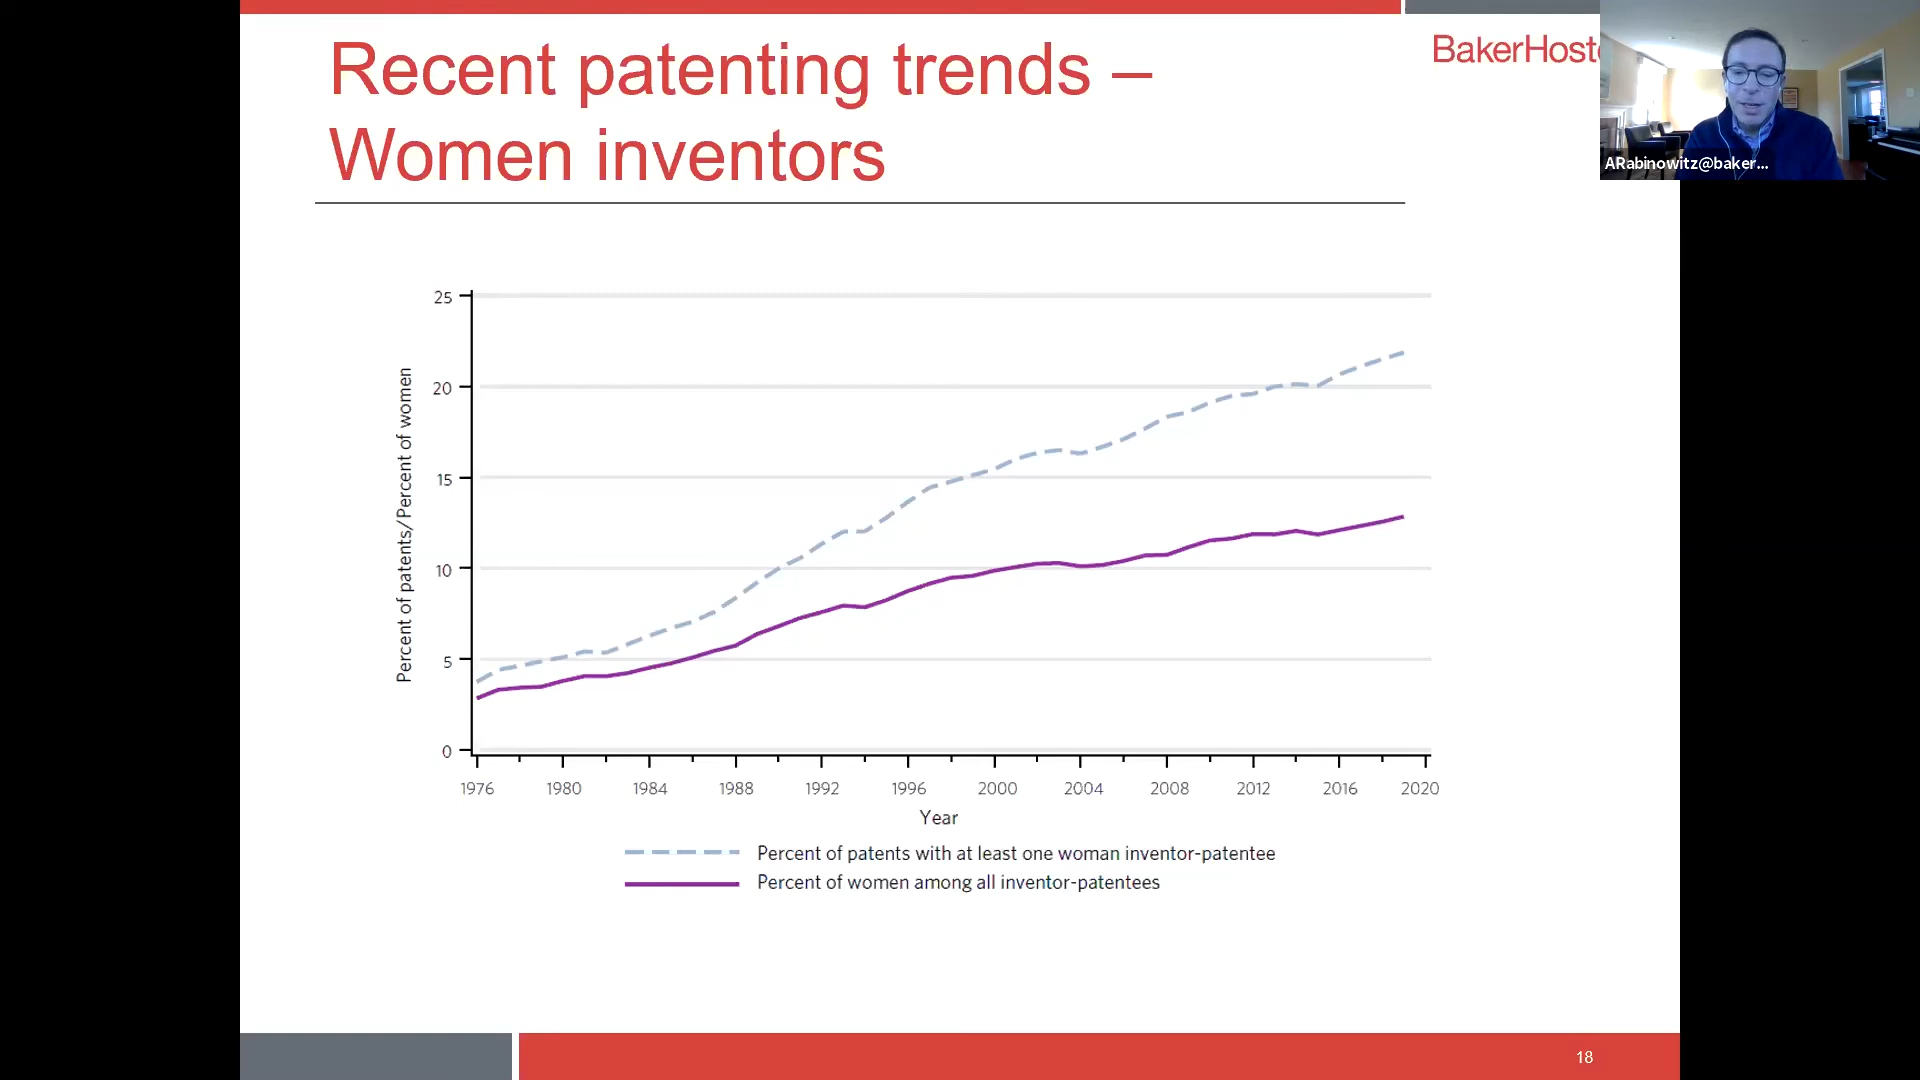 Recent patenting trends –
Women inventors
BakerHoste
ARabinowitz@baker...
25
20
15
10
5
0
Percent of patents/Percent of women
1976 1980 1984 1988 1992 1996 2000 2004 2008 2012 2016 2020
Year
Percent of patents with at least one woman inventor-patentee
Percent of women among all inventor-patentees
18